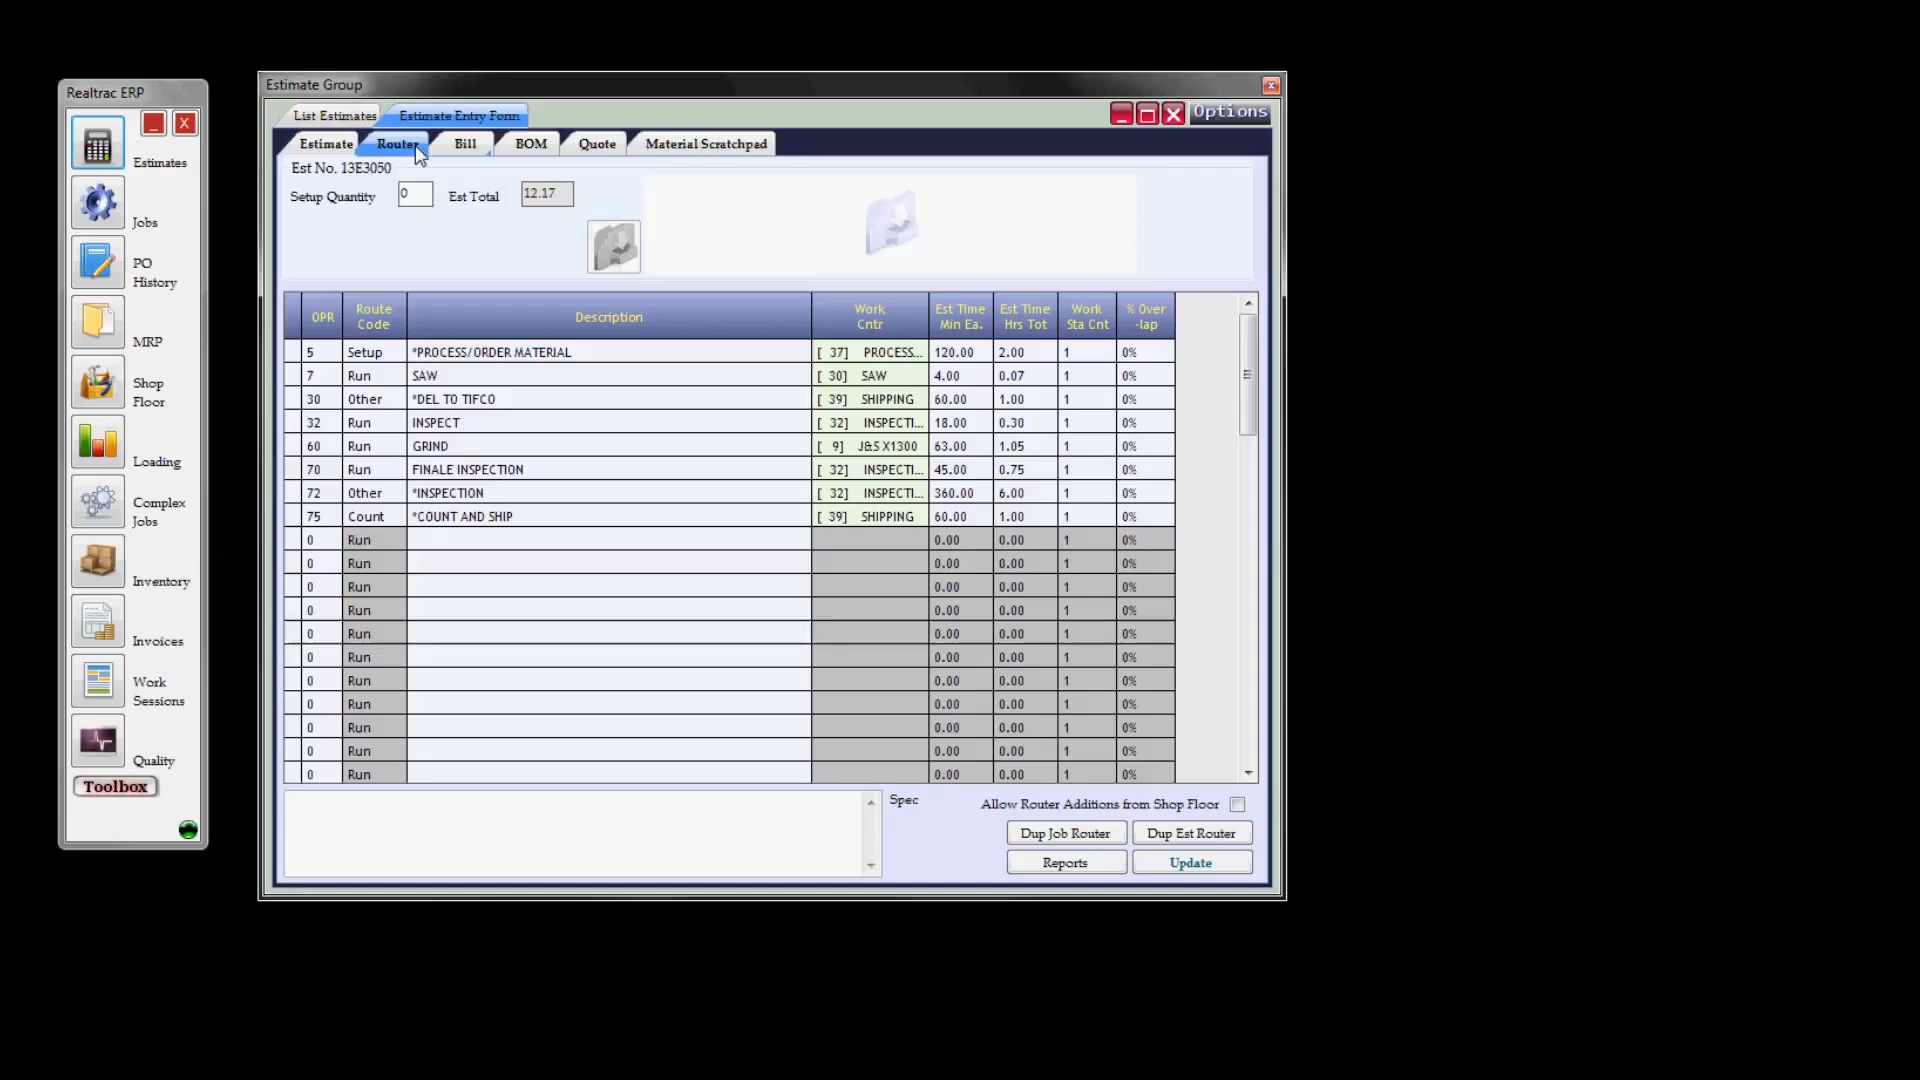 Realtrac ERP
X
Estimates
Jobs
PO
History
MRP
Shop
Floor
Loading
Complex
Jobs
Inventory
Invoices
Work
Sessions
Quality
Toolbox
Estimate Group
List Estimates Estimate Entry Form Options
Estimate Router Bill BOM Quote Material Scratchpad
Est No. 13E3050
Setup Quantity 0 Est Total 12.17
OPR Route Code Description Work Cntr Est Time Min Ea. Est Time Hrs Tot Work Sta Cnt % Over -lap
5 Setup *PROCESS/ORDER MATERIAL [ 37] PROCESS... 120.00 2.00 1 0%
7 Run SAW [ 30] SAW 4.00 0.07 1 0%
30 Other *DEL TO TIFCO [ 39] SHIPPING 60.00 1.00 1 0%
32 Run INSPECT [ 32] INSPECTI... 18.00 0.30 1 0%
60 Run GRIND [ 9] J&S X1300 63.00 1.05 1 0%
70 Run FINALE INSPECTION [ 32] INSPECTI... 45.00 0.75 1 0%
72 Other *INSPECTION [ 32] INSPECTI... 360.00 6.00 1 0%
75 Count *COUNT AND SHIP [ 39] SHIPPING 60.00 1.00 1 0%
0 Run 0.00 0.00 1 0%
0 Run 0.00 0.00 1 0%
0 Run 0.00 0.00 1 0%
0 Run 0.00 0.00 1 0%
0 Run 0.00 0.00 1 0%
0 Run 0.00 0.00 1 0%
0 Run 0.00 0.00 1 0%
0 Run 0.00 0.00 1 0%
0 Run 0.00 0.00 1 0%
0 Run 0.00 0.00 1 0%
0 Run 0.00 0.00 1 0%
Spec Allow Router Additions from Shop Floor
Dup Job Router Dup Est Router
Reports Update